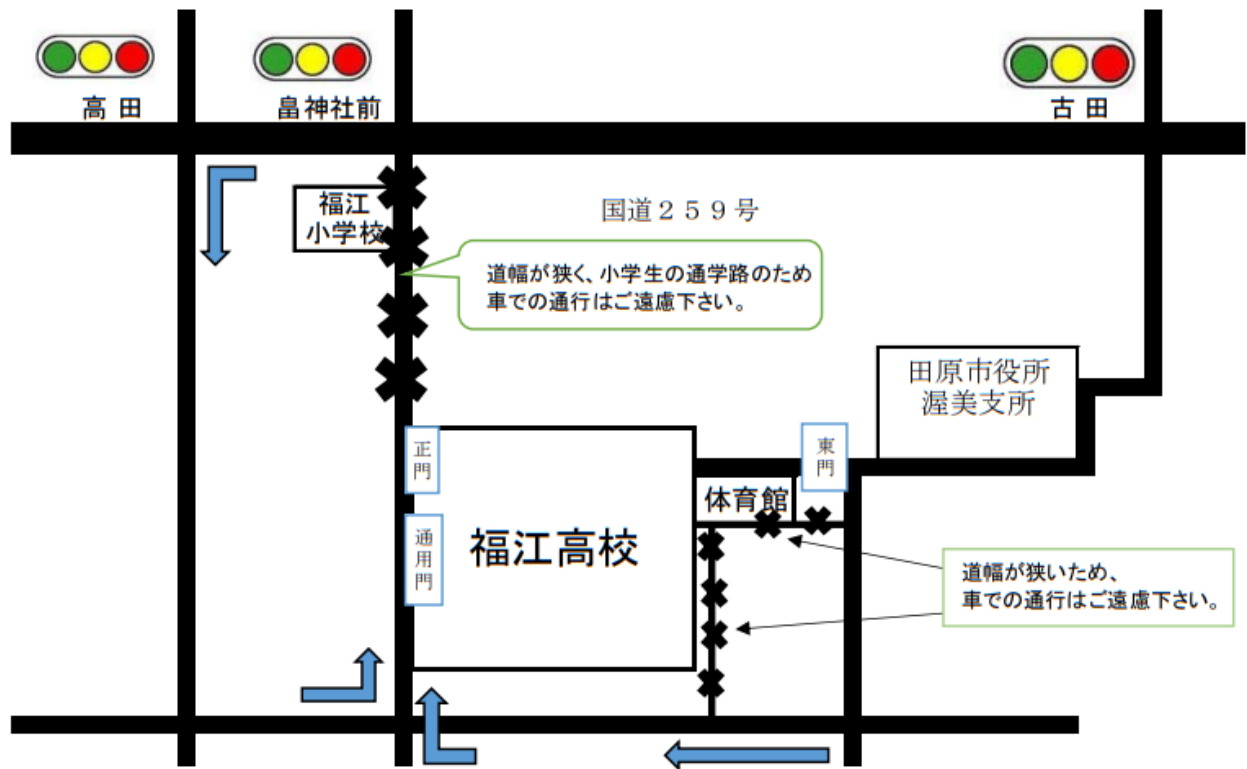 高田
畠神社前
古田
福江
小学校
国道２５９号
道幅が狭く、小学生の通学路のため
車での通行はご遠慮下さい。
田原市役所
渥美支所
正門
東門
体育館
通用門
福江高校
道幅が狭いため、
車での通行はご遠慮下さい。